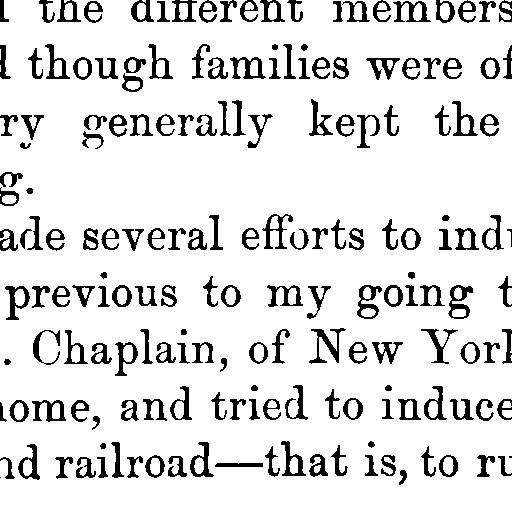 the different members
though families were of
ry generally kept the
g.
ade several efforts to indu
previous to my going t
. Chaplain, of New York
nome, and tried to induce
nd railroad—that is, to ru